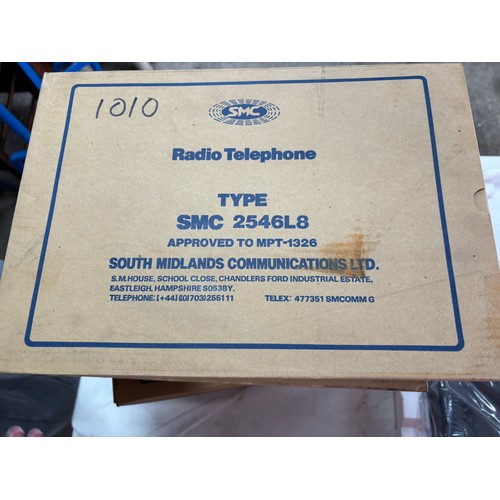 1010
SMC
Radio Telephone
TYPE
SMC 2546L8
APPROVED TO MPT-1326
SOUTH MIDLANDS COMMUNICATIONS LTD.
S.M. HOUSE, SCHOOL CLOSE, CHANDLERS FORD INDUSTRIAL ESTATE,
EASTLEIGH, HAMPSHIRE S053BY.
TELEPHONE: (+44)(0)(703)255111 TELEX: 477351 SMCOMM G